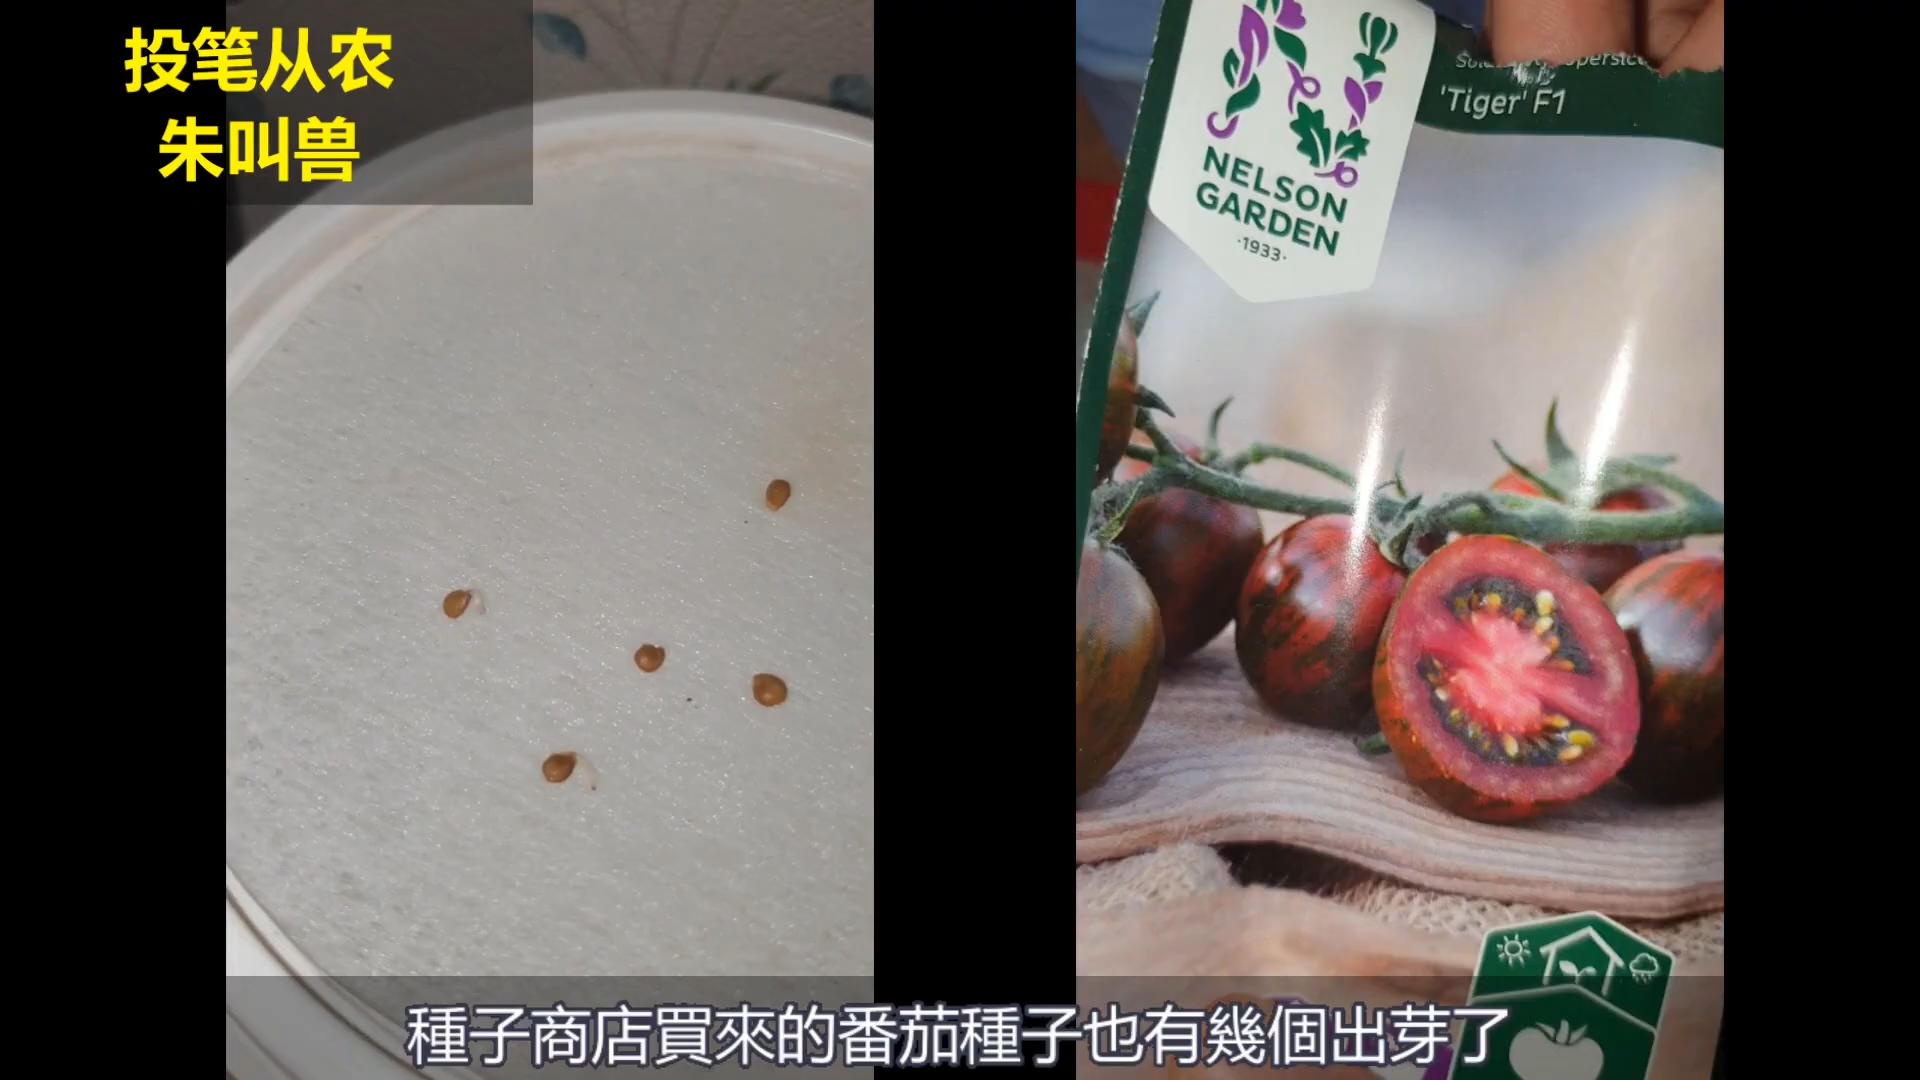 投笔从农
朱叫兽
'Tiger' F1
NELSON
GARDEN
·1933·
種子商店買來的番茄種子也有幾個出芽了